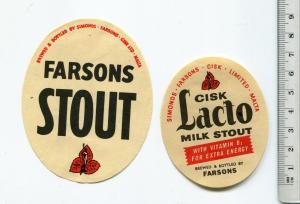 BREWED & BOTTLED BY SIMONDS - FARSONS CISK LTD - MALTA
FARSONS
STOUT
SIMONDS - FARSONS - CISK - LIMITED - MALTA
CISK
Lacto
MILK STOUT
WITH VITAMIN B1
FOR EXTRA ENERGY
BREWED & BOTTLED BY
FARSONS